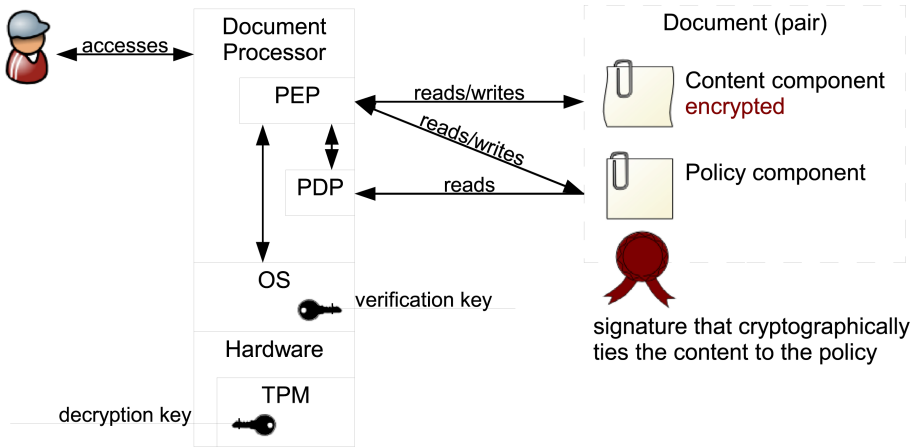 accesses
Document
Processor
PEP
PDP
OS
verification key
Hardware
TPM
decryption key
reads/writes
reads/writes
reads
Document (pair)
Content component
encrypted
Policy component
signature that cryptographically
ties the content to the policy